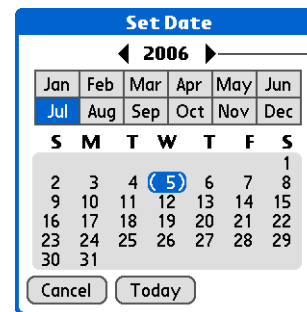 Set Date
2006
Jan Feb Mar Apr May Jun
Jul Aug Sep Oct Nov Dec
S M T W T F S
1
2 3 4 (5) 6 7 8
9 10 11 12 13 14 15
16 17 18 19 20 21 22
23 24 25 26 27 28 29
30 31
Cancel Today